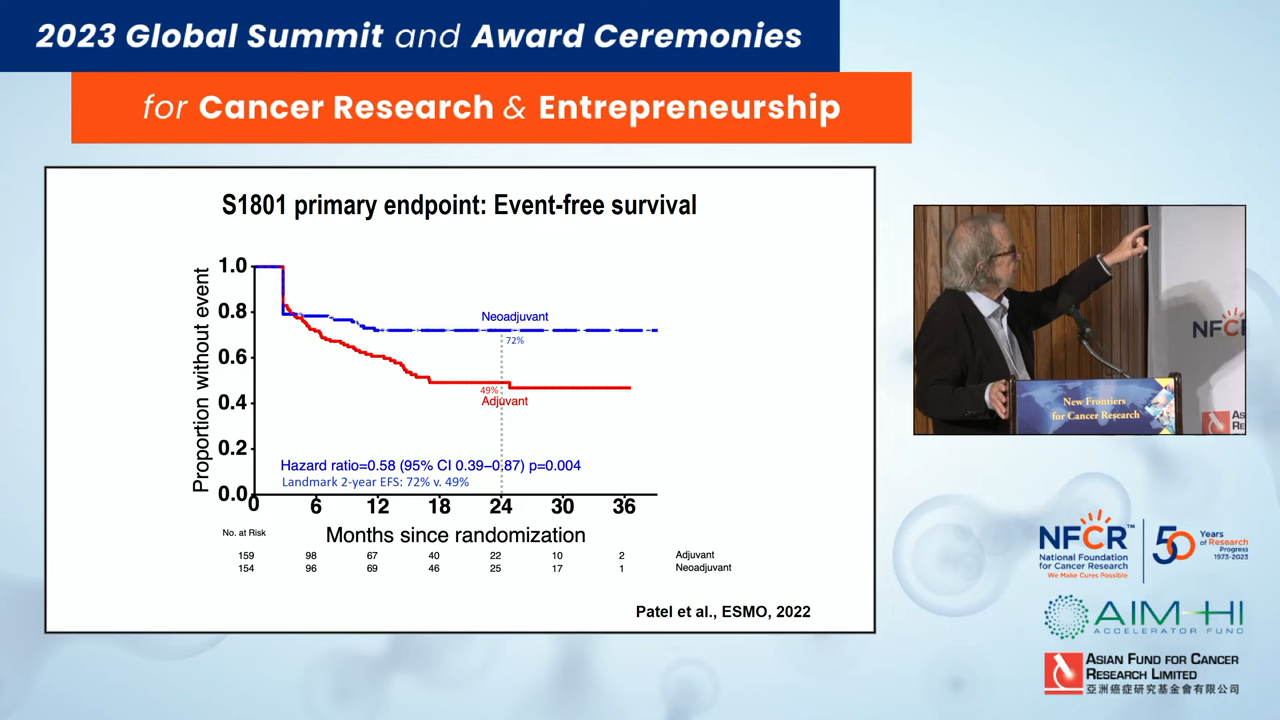 2023 Global Summit and Award Ceremonies
for Cancer Research & Entrepreneurship
S1801 primary endpoint: Event-free survival
Proportion without event
1.0
0.8
0.6
0.4
0.2
0.0
Neoadjuvant
72%
49%
Adjuvant
Hazard ratio=0.58 (95% CI 0.39–0.87) p=0.004
Landmark 2-year EFS: 72% v. 49%
0 6 12 18 24 30 36
Months since randomization
No. at Risk
159 98 67 40 22 10 2 Adjuvant
154 96 69 46 25 17 1 Neoadjuvant
Patel et al., ESMO, 2022
NFCR
New Frontiers
for Cancer Research
NFCR™
National Foundation
for Cancer Research
We Make Cures Possible
50 Years
of Research
Progress
1973-2023
AIM-HI
ACCELERATOR FUND
ASIAN FUND FOR CANCER
RESEARCH LIMITED
亞洲癌症研究基金會有限公司